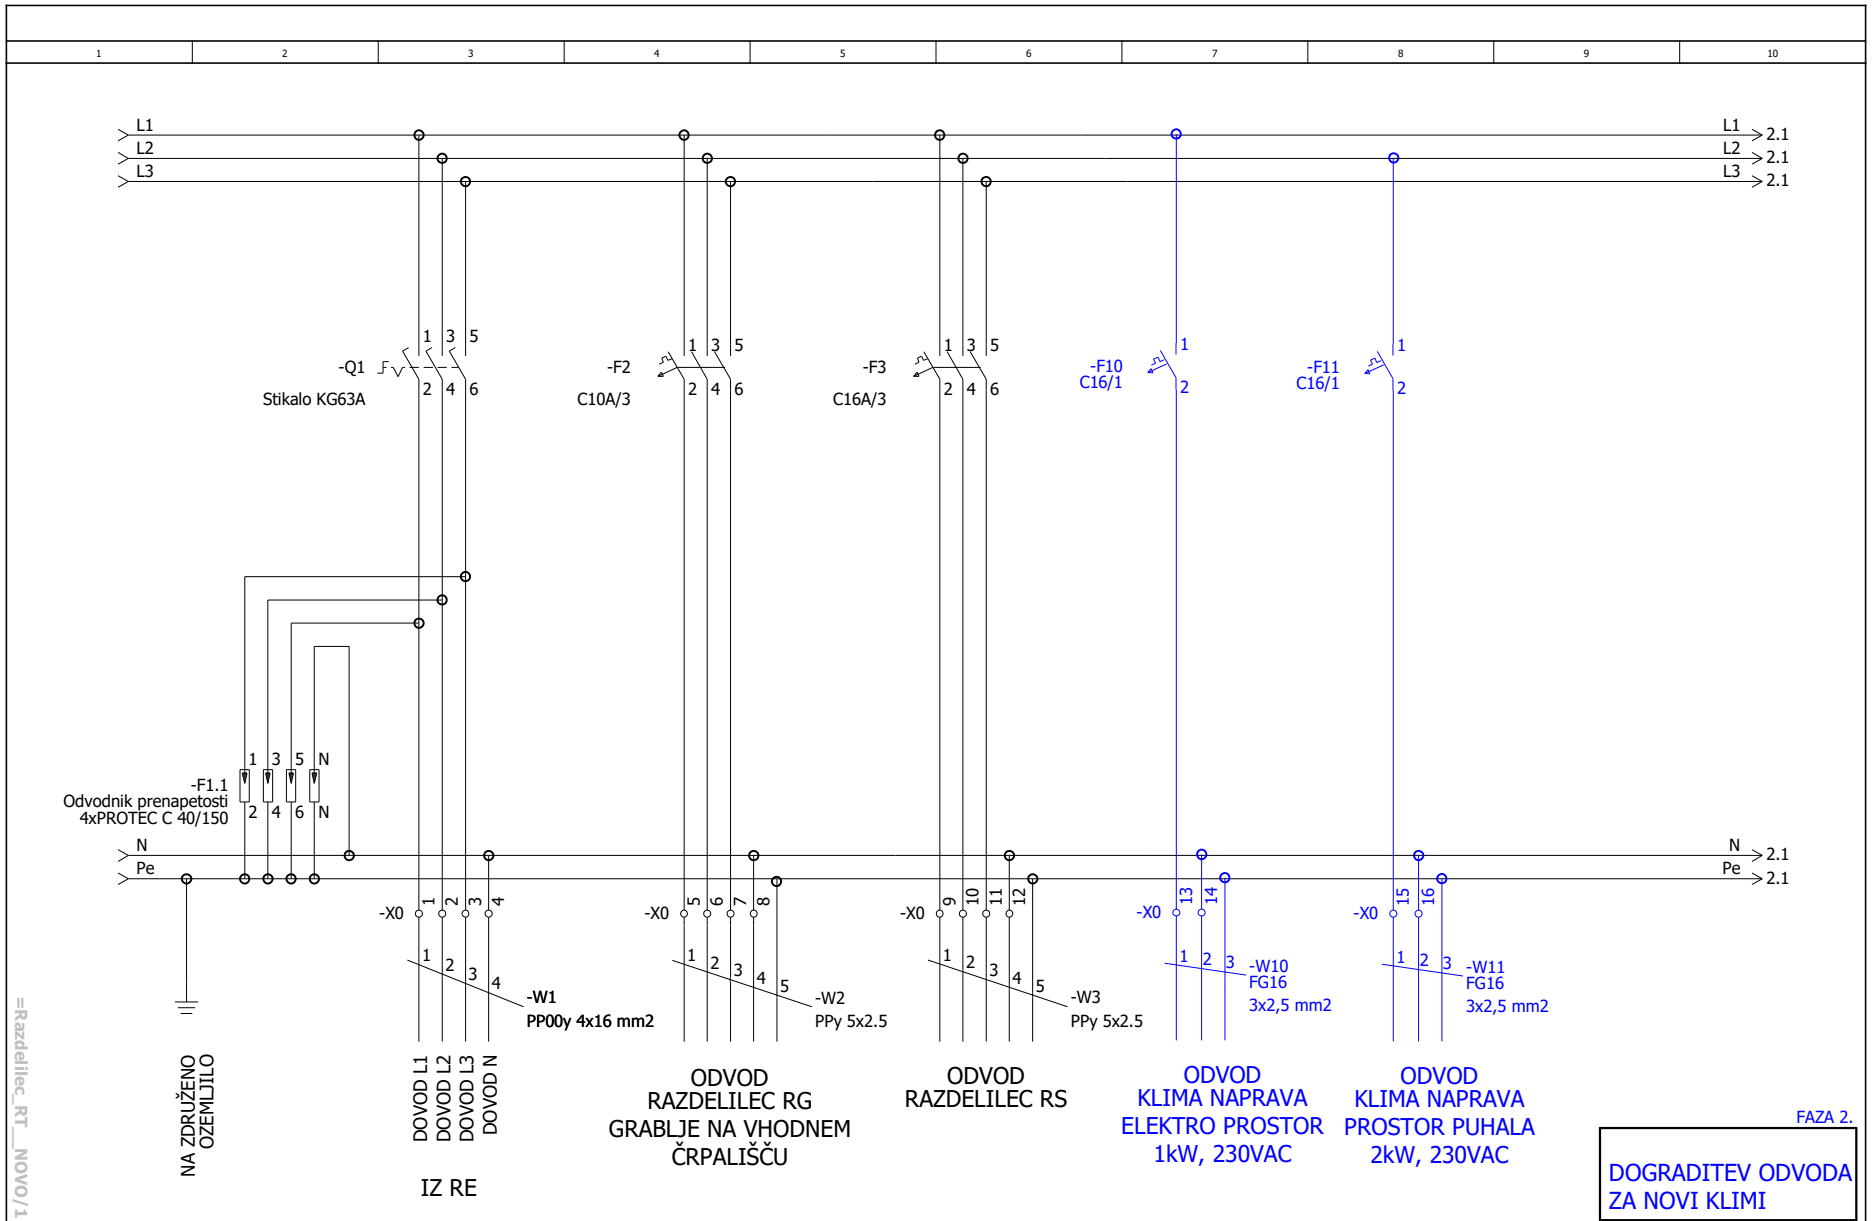 1 2 3 4 5 6 7 8 9 10
L1 L1 2.1
L2 L2 2.1
L3 L3 2.1
1 3 5
-Q1
Stikalo KG63A
2 4 6
1 3 5
-F2
C10A/3
2 4 6
1 3 5
-F3
C16A/3
2 4 6
1
-F10
C16/1
2
1
-F11
C16/1
2
1 3 5 N
-F1.1
Odvodnik prenapetosti
4xPROTEC C 40/150
2 4 6 N
N N 2.1
Pe Pe 2.1
-X0 1 2 3 4
-X0 5 6 7 8
-X0 9 10 11 12
-X0 13 14
-X0 15 16
1 2 3 4
-W1
PP00y 4x16 mm2
1 2 3 4 5
-W2
PPy 5x2.5
1 2 3 4 5
-W3
PPy 5x2.5
1 2 3
-W10
FG16
3x2,5 mm2
1 2 3
-W11
FG16
3x2,5 mm2
NA ZDRUŽENO
OZEMLJILO
DOVOD L1
DOVOD L2
DOVOD L3
DOVOD N
IZ RE
ODVOD
RAZDELILEC RG
GRABLJE NA VHODNEM
ČRPALIŠČU
ODVOD
RAZDELILEC RS
ODVOD
KLIMA NAPRAVA
ELEKTRO PROSTOR
1kW, 230VAC
ODVOD
KLIMA NAPRAVA
PROSTOR PUHALA
2kW, 230VAC
FAZA 2.
DOGRADITEV ODVODA
ZA NOVI KLIMI
=Razdelilec_RT__NOVO/1